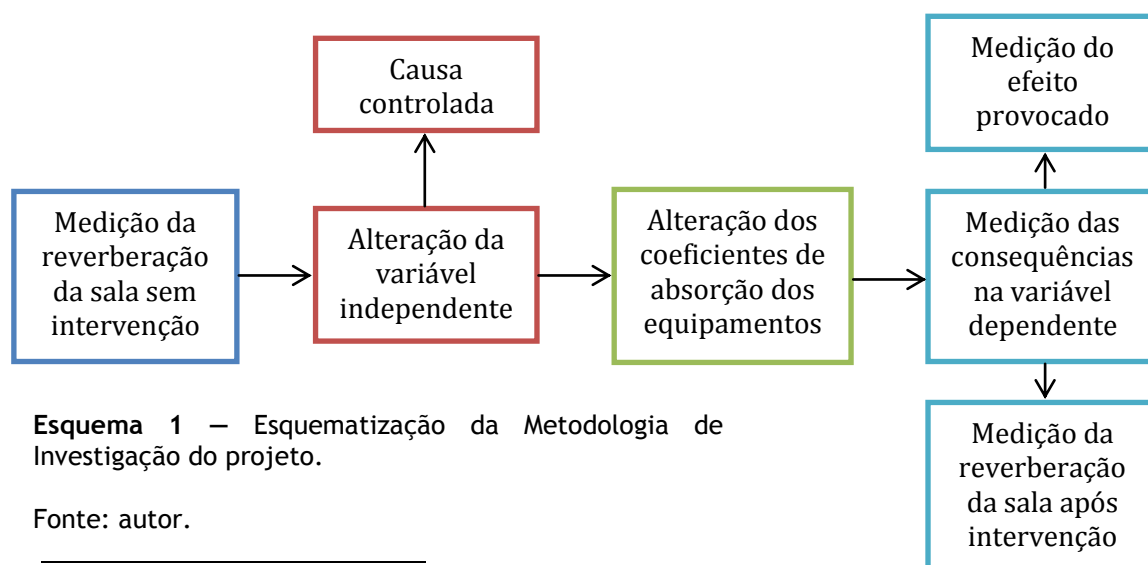 Causa
controlada
Medição do
efeito
provocado
Medição da
reverberação
da sala sem
intervenção
Alteração da
variável
independente
Alteração dos
coeficientes de
absorção dos
equipamentos
Medição das
consequências
na variável
dependente
Medição da
reverberação
da sala após
intervenção
Esquema 1 — Esquematização da Metodologia de
Investigação do projeto.
Fonte: autor.